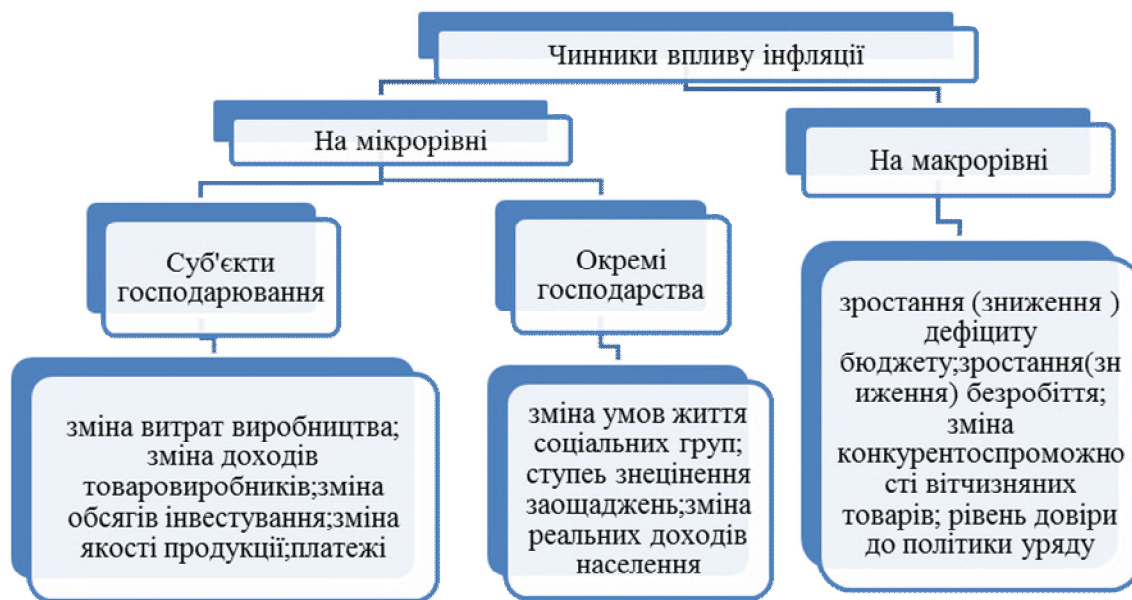 Чинники впливу інфляції
На мікрорівні
На макрорівні
Суб'єкти
господарювання
Окремі
господарства
зміна витрат виробництва;
зміна доходів
товаровиробників;зміна
обсягів інвестування;зміна
якості продукції;платежі
зміна умов життя
соціальних груп;
ступеь знецінення
заощаджень;зміна
реальних доходів
населення
зростання (зниження )
дефіциту
бюджету;зростання(зн
иження) безробіття;
зміна
конкурентоспроможно
сті вітчизняних
товарів; рівень довіри
до політики уряду